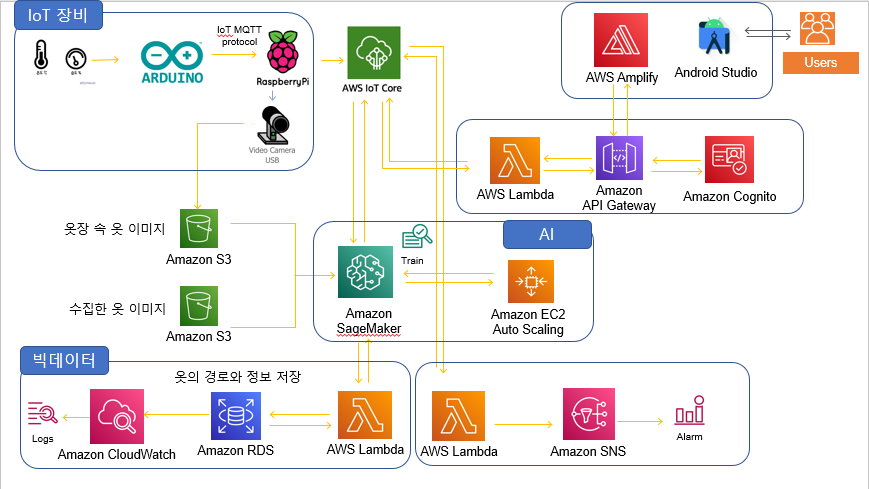 IoT 장비
IoT MQTT
protocol
ARDUINO
RaspberryPi
Video Camera
USB
AWS IoT Core
AWS Amplify
Android Studio
Users
AWS Lambda
Amazon
API Gateway
Amazon Cognito
옷장 속 옷 이미지
Amazon S3
수집한 옷 이미지
Amazon S3
AI
Train
Amazon
SageMaker
Amazon EC2
Auto Scaling
빅데이터
옷의 경로와 정보 저장
Logs
Amazon CloudWatch
Amazon RDS
AWS Lambda
AWS Lambda
Amazon SNS
Alarm